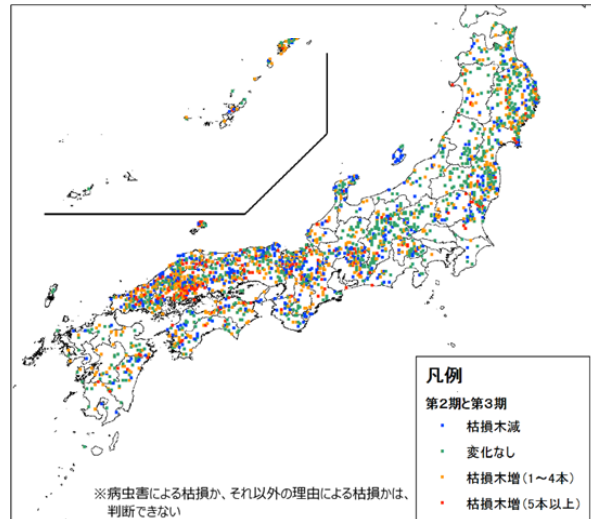 凡例
第2期と第3期
枯損木減
変化なし
枯損木増(1~4本)
枯損木増(5本以上)
※病虫害による枯損か、それ以外の理由による枯損かは、
判断できない